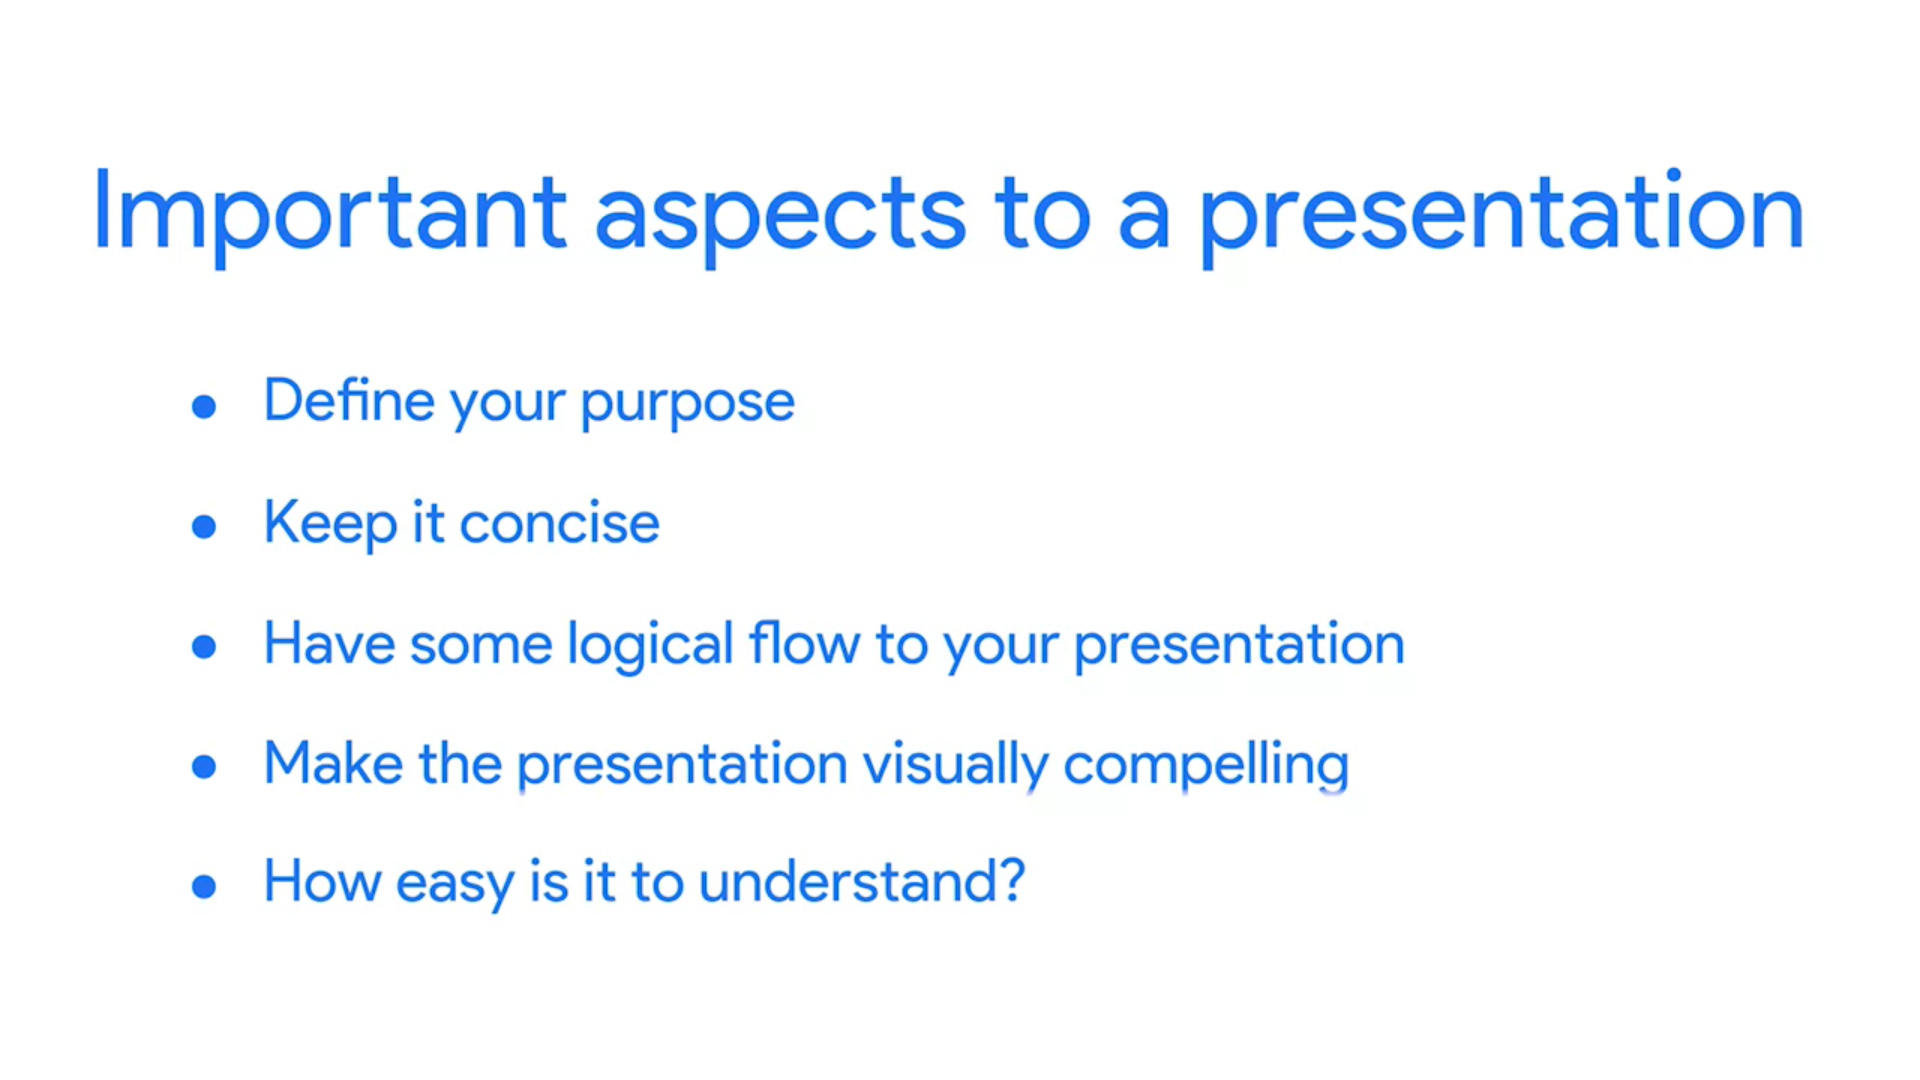 Important aspects to a presentation
• Define your purpose
• Keep it concise
• Have some logical flow to your presentation
• Make the presentation visually compelling
• How easy is it to understand?